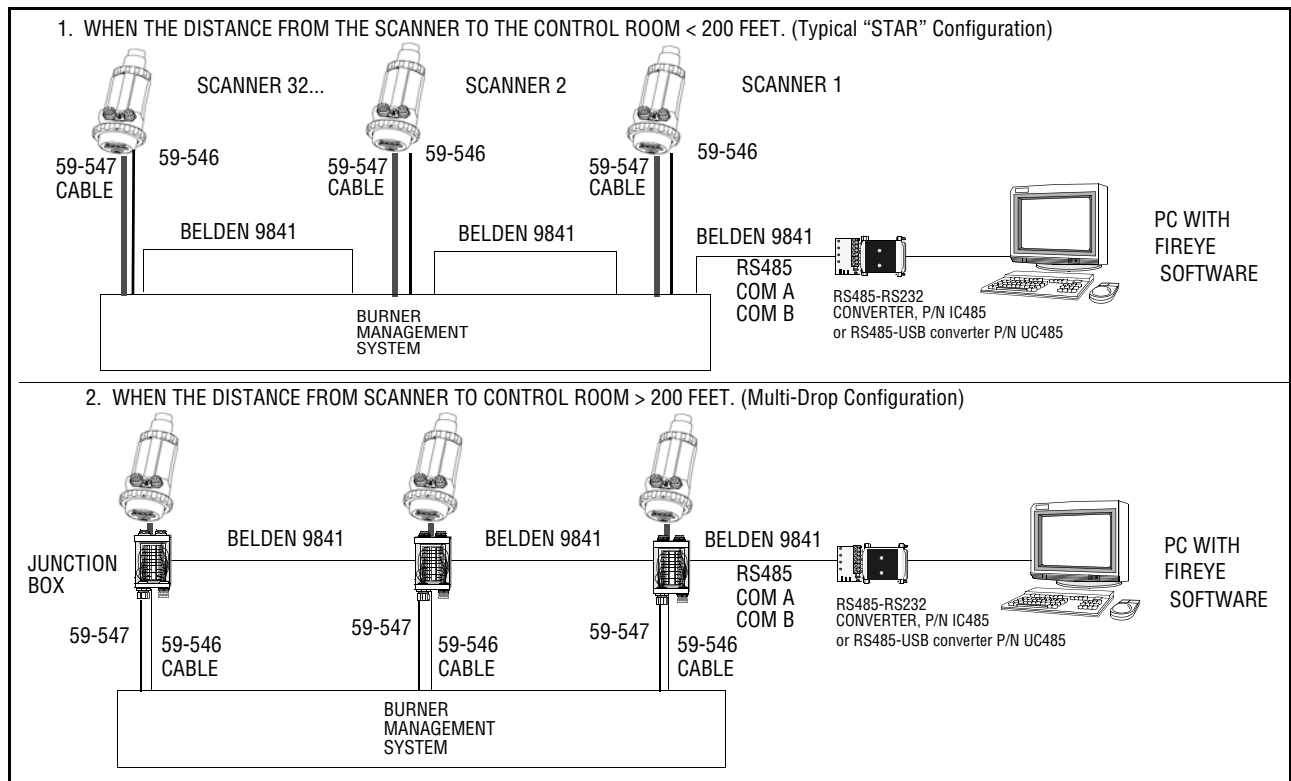 1. WHEN THE DISTANCE FROM THE SCANNER TO THE CONTROL ROOM < 200 FEET. (Typical “STAR” Configuration)
SCANNER 32...
SCANNER 2
SCANNER 1
59-547
CABLE
59-546
59-547
CABLE
59-546
59-547
CABLE
59-546
BELDEN 9841
BELDEN 9841
BELDEN 9841
RS485
COM A
COM B
RS485-RS232
CONVERTER, P/N IC485
or RS485-USB converter P/N UC485
PC WITH
FIREYE
SOFTWARE
BURNER
MANAGEMENT
SYSTEM
2. WHEN THE DISTANCE FROM SCANNER TO CONTROL ROOM > 200 FEET. (Multi-Drop Configuration)
JUNCTION
BOX
BELDEN 9841
BELDEN 9841
BELDEN 9841
RS485
COM A
COM B
RS485-RS232
CONVERTER, P/N IC485
or RS485-USB converter P/N UC485
PC WITH
FIREYE
SOFTWARE
59-547
59-546
CABLE
59-547
59-546
CABLE
59-547
59-546
CABLE
BURNER
MANAGEMENT
SYSTEM